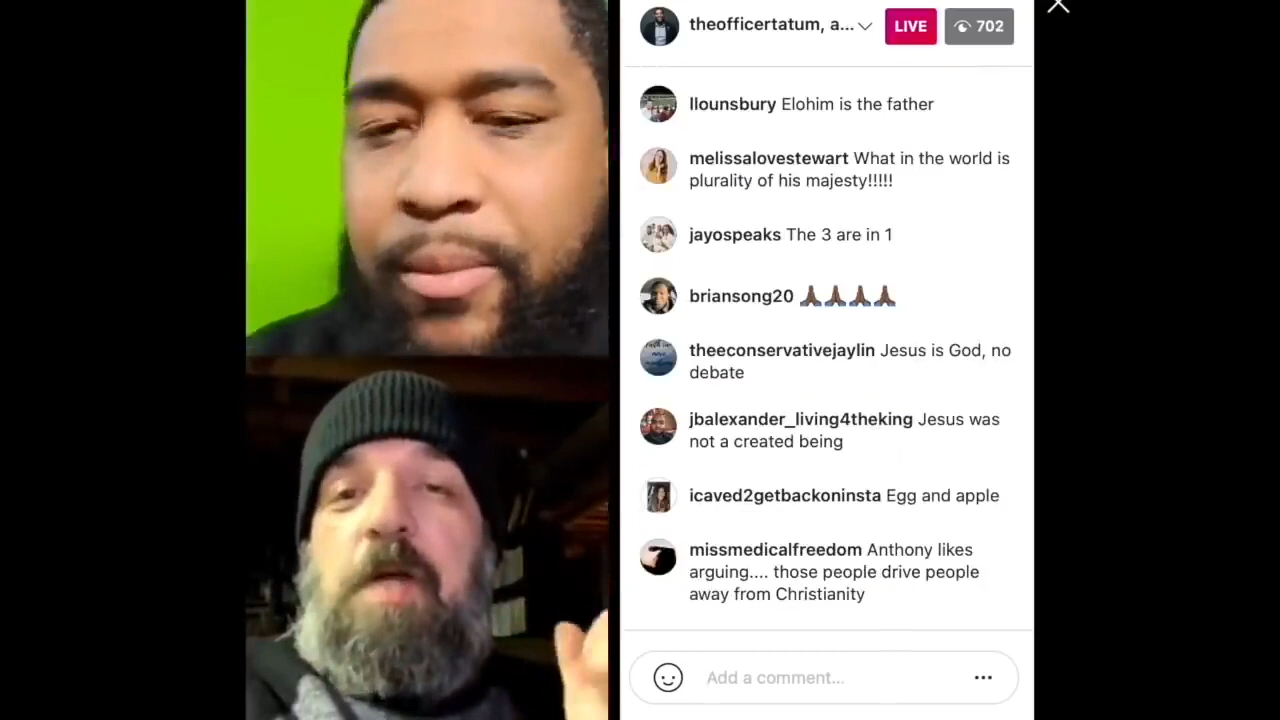 theofficertatum, a...
LIVE
702
llounsbury Elohim is the father
melissalovestewart What in the world is
plurality of his majesty!!!!!
jayospeaks The 3 are in 1
briansong20 🙏🏾🙏🏾🙏🏾🙏🏾
theeconservativejaylin Jesus is God, no
debate
jbalexander_living4theking Jesus was
not a created being
icaved2getbackoninsta Egg and apple
missmedicalfreedom Anthony likes
arguing.... those people drive people
away from Christianity
Add a comment...